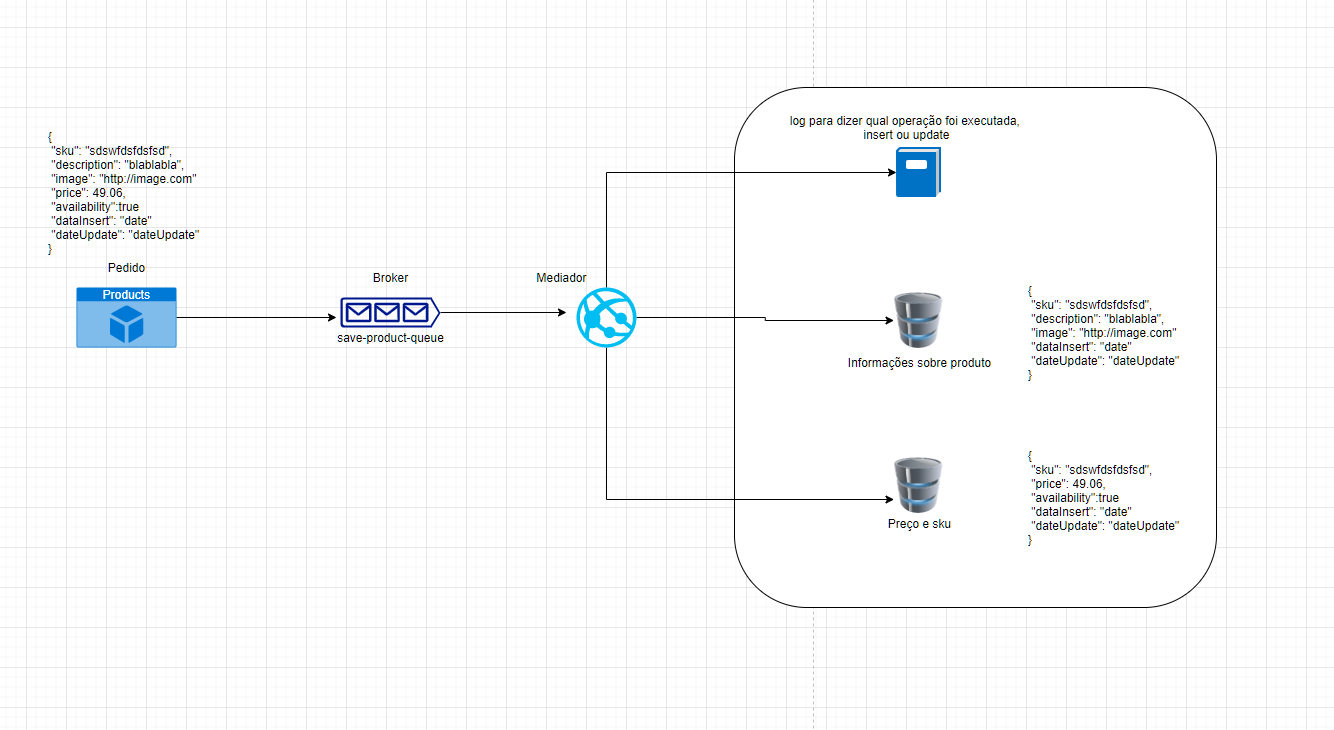 {
"sku": "sdswfdsfdsfsd",
"description": "blablabla",
"image": "http://image.com"
"price": 49.06,
"availability":true
"dataInsert": "date"
"dateUpdate": "dateUpdate"
}
Pedido
Products
Broker
save-product-queue
Mediador
log para dizer qual operação foi executada,
insert ou update
Informações sobre produto
{
"sku": "sdswfdsfdsfsd",
"description": "blablabla",
"image": "http://image.com"
"dataInsert": "date"
"dateUpdate": "dateUpdate"
}
Preço e sku
{
"sku": "sdswfdsfdsfsd",
"price": 49.06,
"availability":true
"dataInsert": "date"
"dateUpdate": "dateUpdate"
}